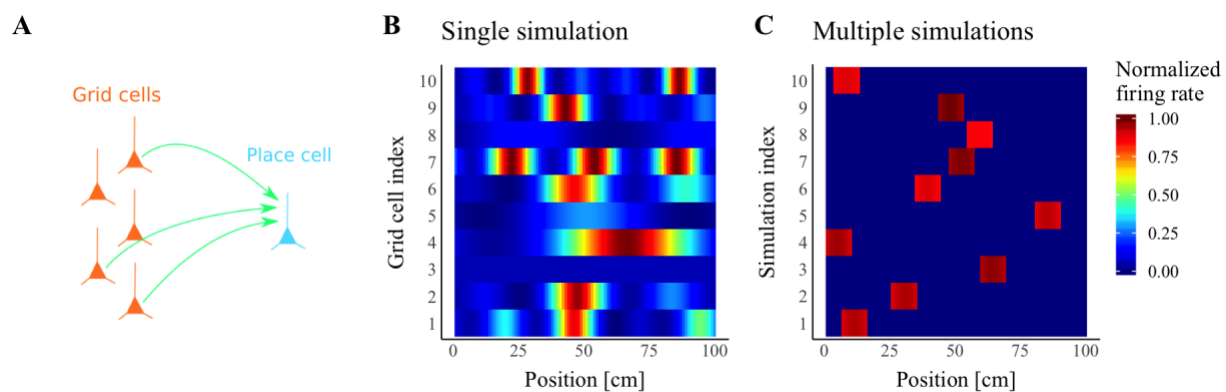 A
Grid cells
Place cell
B
Single simulation
Grid cell index
10
9
8
7
6
5
4
3
2
1
0
25
50
75
100
Position [cm]
C
Multiple simulations
Simulation index
10
9
8
7
6
5
4
3
2
1
0
25
50
75
100
Position [cm]
Normalized
firing rate
1.00
0.75
0.50
0.25
0.00